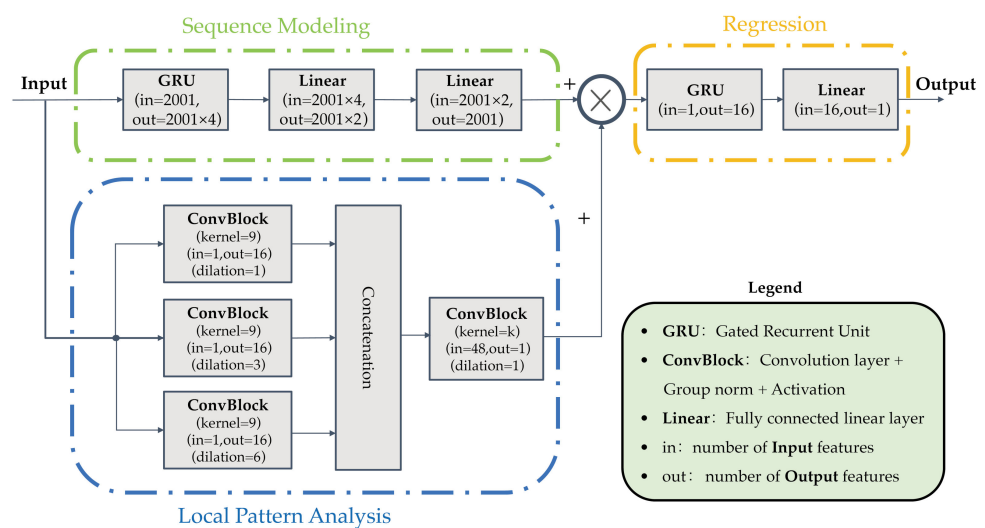 Sequence Modeling
Regression
Input
GRU
(in=2001,
out=2001×4)
Linear
(in=2001×4,
out=2001×2)
Linear
(in=2001×2,
out=2001)
+
×
GRU
(in=1,out=16)
Linear
(in=16,out=1)
Output
+
ConvBlock
(kernel=9)
(in=1,out=16)
(dilation=1)
ConvBlock
(kernel=9)
(in=1,out=16)
(dilation=3)
ConvBlock
(kernel=9)
(in=1,out=16)
(dilation=6)
Concatenation
ConvBlock
(kernel=k)
(in=48,out=1)
(dilation=1)
Local Pattern Analysis
Legend
• GRU: Gated Recurrent Unit
• ConvBlock: Convolution layer +
Group norm + Activation
• Linear: Fully connected linear layer
• in: number of Input features
• out: number of Output features